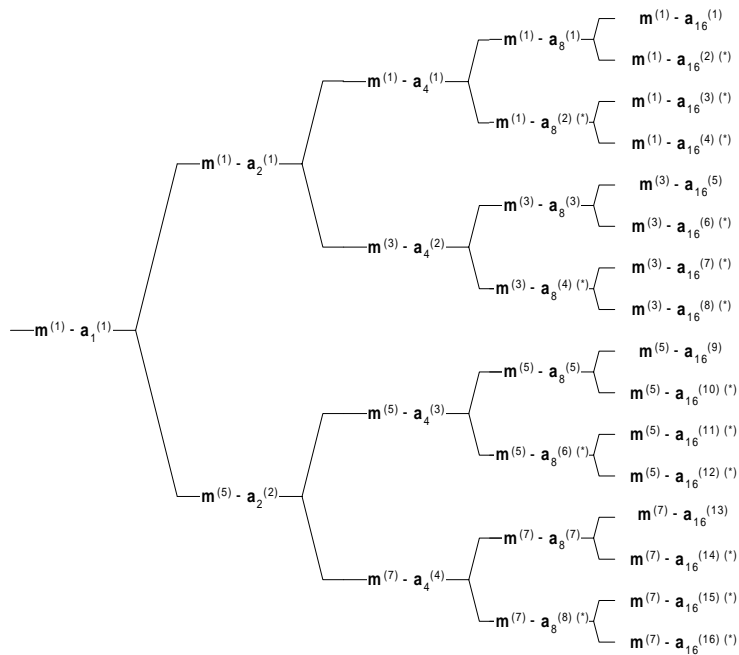 m(1) - a16(1)
m(1) - a8(1)
m(1) - a16(2) (*)
m(1) - a4(1)
m(1) - a16(3) (*)
m(1) - a8(2) (*)
m(1) - a16(4) (*)
m(1) - a2(1)
m(3) - a16(5)
m(3) - a8(3)
m(3) - a16(6) (*)
m(3) - a4(2)
m(3) - a16(7) (*)
m(3) - a8(4) (*)
m(3) - a16(8) (*)
m(1) - a1(1)
m(5) - a16(9)
m(5) - a8(5)
m(5) - a16(10) (*)
m(5) - a4(3)
m(5) - a16(11) (*)
m(5) - a8(6) (*)
m(5) - a16(12) (*)
m(5) - a2(2)
m(7) - a16(13)
m(7) - a8(7)
m(7) - a16(14) (*)
m(7) - a4(4)
m(7) - a16(15) (*)
m(7) - a8(8) (*)
m(7) - a16(16) (*)